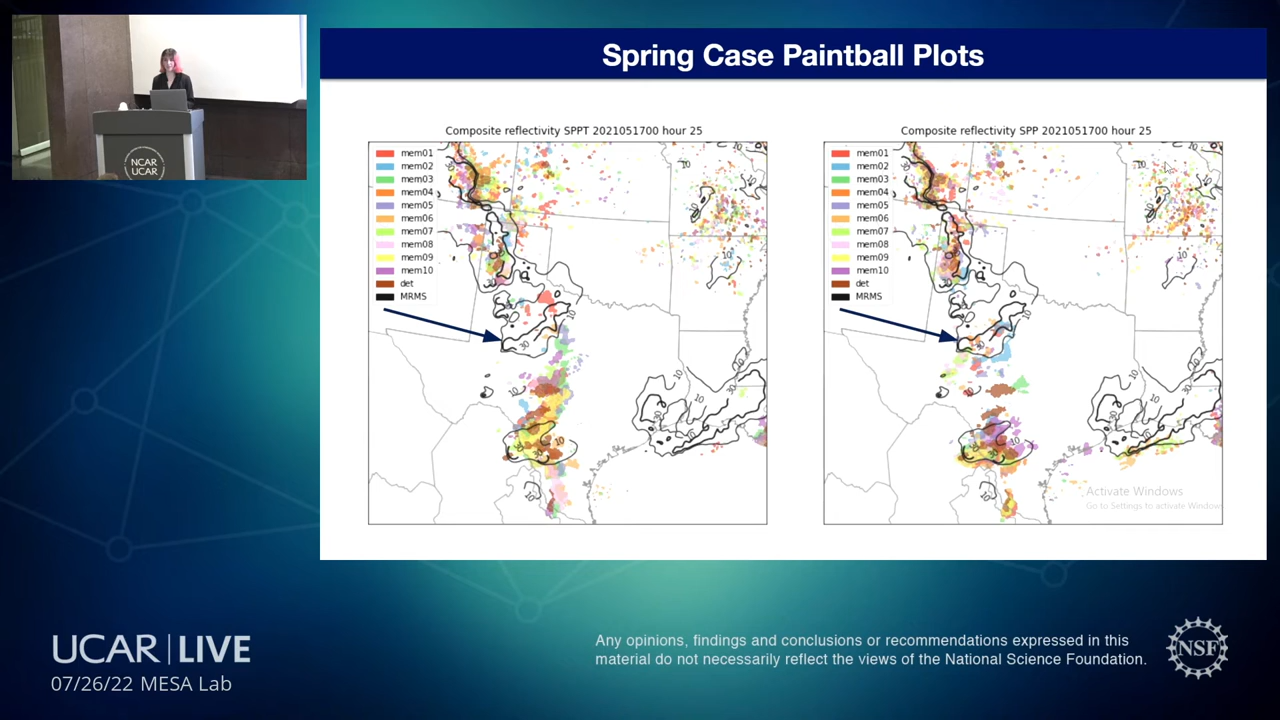 NCAR
UCAR
Spring Case Paintball Plots
Composite reflectivity SPPT 2021051700 hour 25
mem01
mem02
mem03
mem04
mem05
mem06
mem07
mem08
mem09
mem10
det
MRMS
Composite reflectivity SPP 2021051700 hour 25
mem01
mem02
mem03
mem04
mem05
mem06
mem07
mem08
mem09
mem10
det
MRMS
Activate Windows
Go to Settings to activate Windows
UCAR | LIVE
07/26/22 MESA Lab
Any opinions, findings and conclusions or recommendations expressed in this
material do not necessarily reflect the views of the National Science Foundation.
NSF